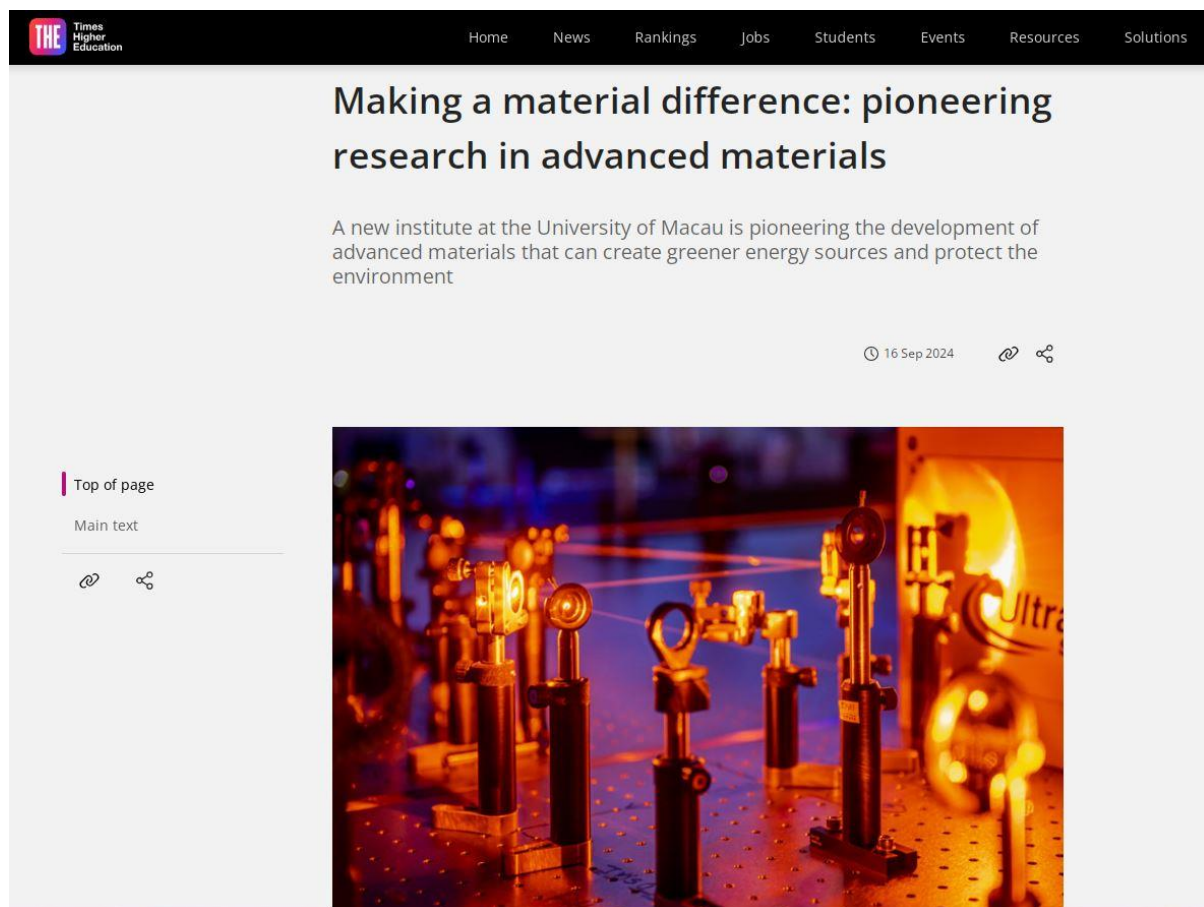 THE
Times
Higher
Education
Home News Rankings Jobs Students Events Resources Solutions
Making a material difference: pioneering
research in advanced materials
A new institute at the University of Macau is pioneering the development of
advanced materials that can create greener energy sources and protect the
environment
16 Sep 2024
Top of page
Main text
Ultra